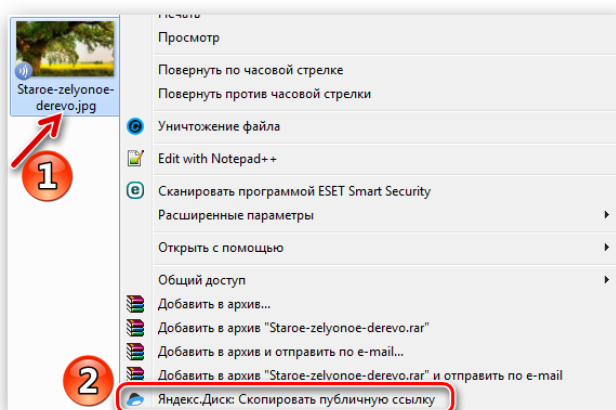 Печать
Просмотр
Повернуть по часовой стрелке
Повернуть против часовой стрелки
Staroe-zelyonoe-
derevo.jpg
Уничтожение файла
1
Edit with Notepad++
Сканировать программой ESET Smart Security
Расширенные параметры
Открыть с помощью
Общий доступ
Добавить в архив...
Добавить в архив "Staroe-zelyonoe-derevo.rar"
Добавить в архив и отправить по e-mail...
Добавить в архив "Staroe-zelyonoe-derevo.rar" и отправить по e-mail
2
Яндекс.Диск: Скопировать публичную ссылку